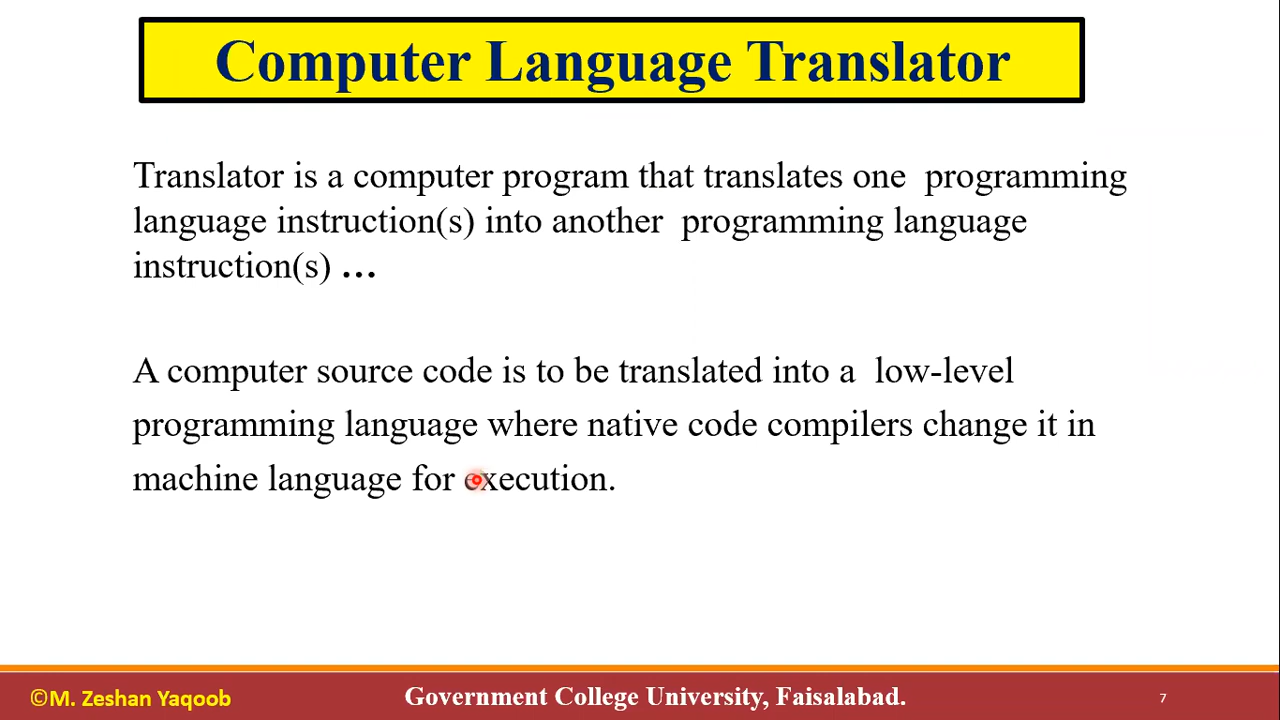 Computer Language Translator
Translator is a computer program that translates one programming
language instruction(s) into another programming language
instruction(s) ...
A computer source code is to be translated into a low-level
programming language where native code compilers change it in
machine language for execution.
©M. Zeshan Yaqoob
Government College University, Faisalabad.
7